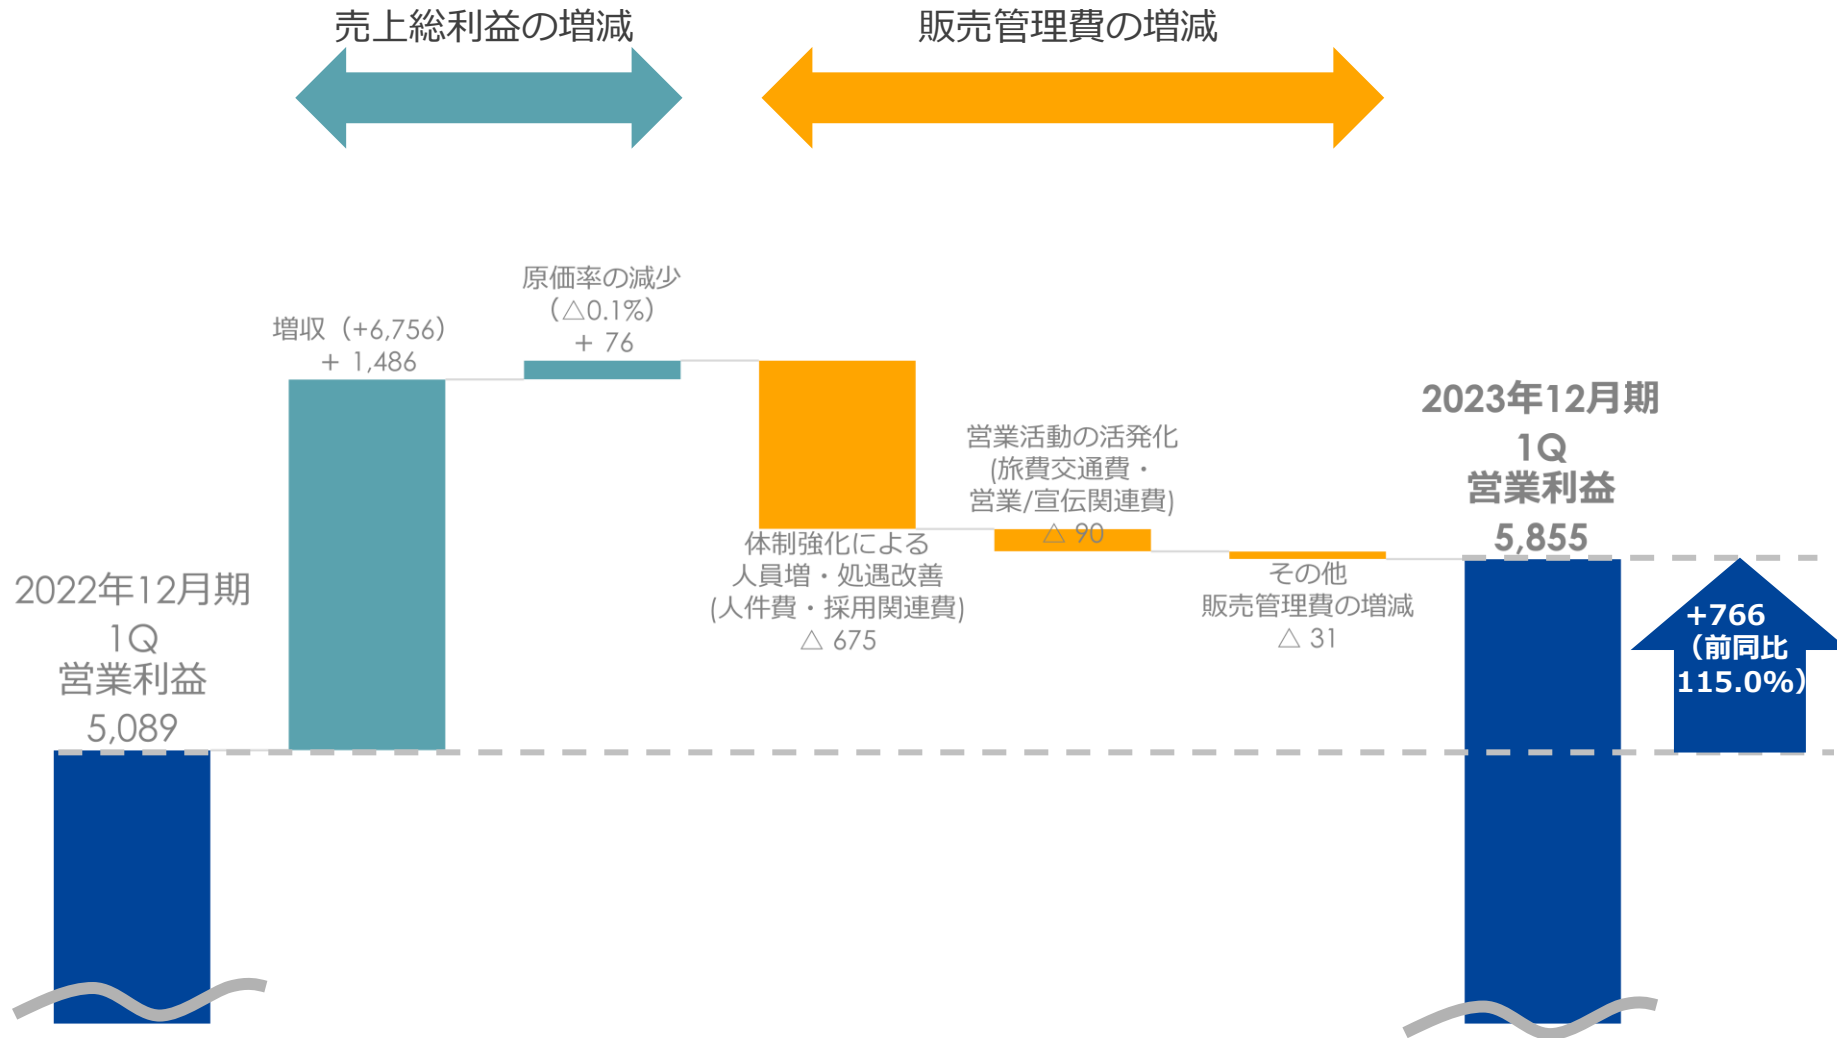 売上総利益の増減
販売管理費の増減
2022年12月期
1Q
営業利益
5,089
増収（+6,756）
+ 1,486
原価率の減少
（△0.1%）
+ 76
体制強化による
人員増・処遇改善
(人件費・採用関連費)
△ 675
営業活動の活発化
(旅費交通費・
営業/宣伝関連費)
△ 90
その他
販売管理費の増減
△ 31
2023年12月期
1Q
営業利益
5,855
+766
（前同比
115.0%）